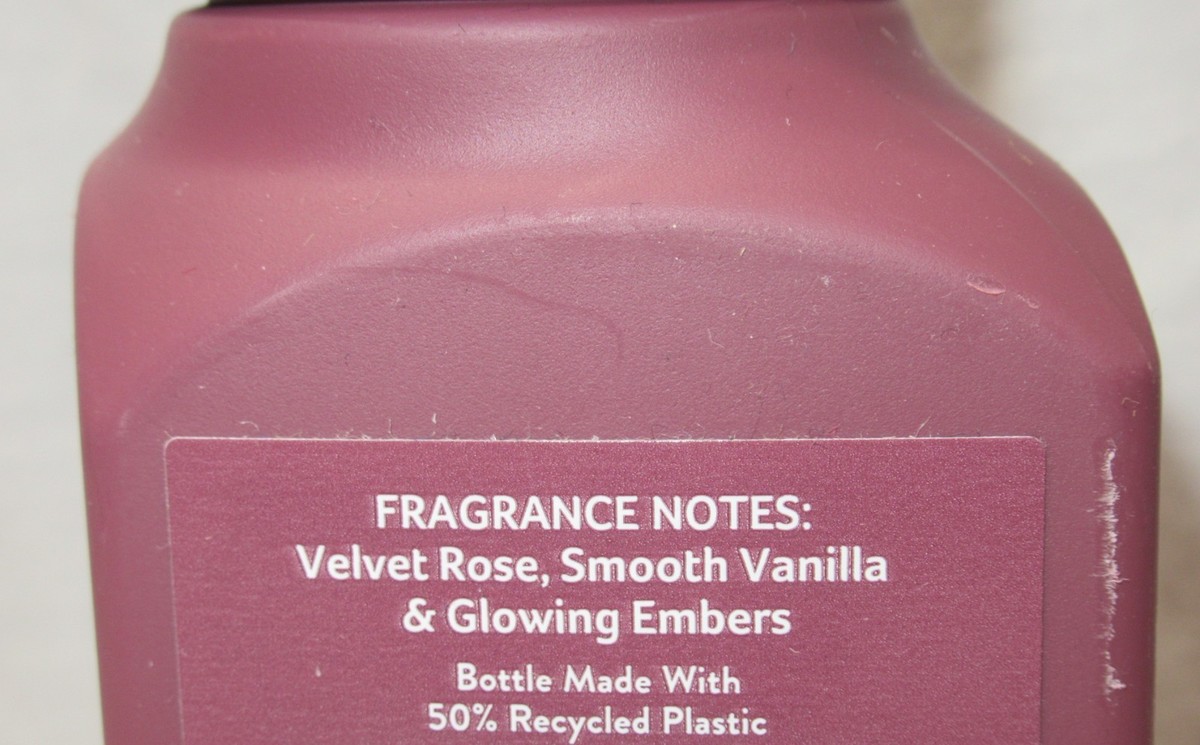 FRAGRANCE NOTES:
Velvet Rose, Smooth Vanilla
& Glowing Embers
Bottle Made With
50% Recycled Plastic